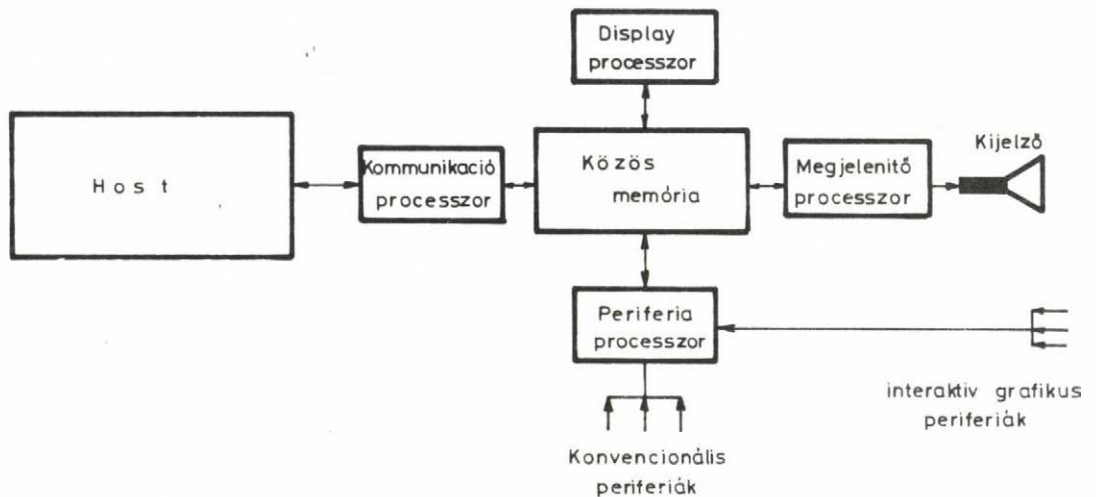 Display
processzor
Host
Kommunikació
processzor
Közös
memória
Megjelenitő
processzor
Kijelző
Periferia
processzor
interaktiv grafikus
periferiák
Konvencionális
periferiák